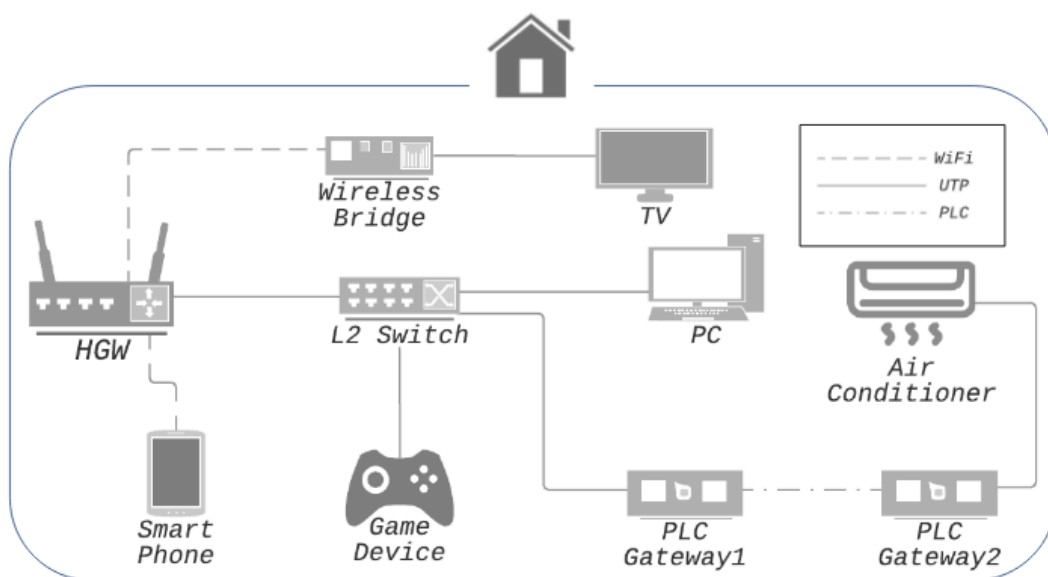 WiFi
UTP
PLC
Wireless
Bridge
TV
HGW
L2 Switch
PC
Air
Conditioner
Smart
Phone
Game
Device
PLC
Gateway1
PLC
Gateway2